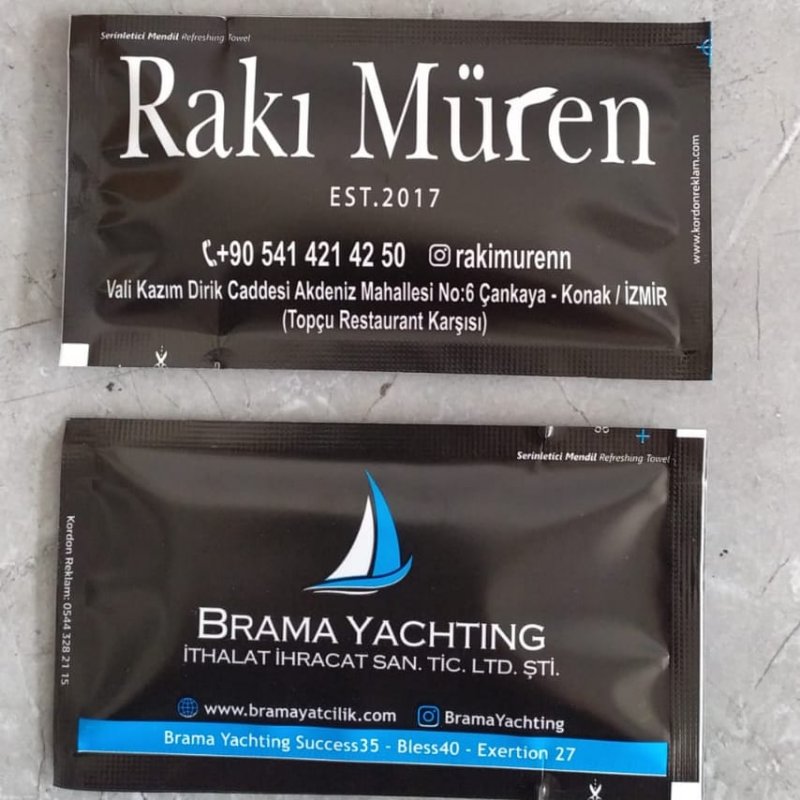 Serinletici Mendil Refreshing Towel
Rakı Müren
EST.2017
+90 541 421 42 50 rakimurenn
Vali Kazım Dirik Caddesi Akdeniz Mahallesi No:6 Çankaya - Konak / İZMİR
(Topçu Restaurant Karşısı)
www.kordonreklam.com
Serinletici Mendil Refreshing Towel
Kordon Reklam: 0544 328 21 15
BRAMA YACHTING
İTHALAT İHRACAT SAN. TİC. LTD. ŞTİ.
www.bramayatcilik.com BramaYachting
Brama Yachting Success35 - Bless40 - Exertion 27